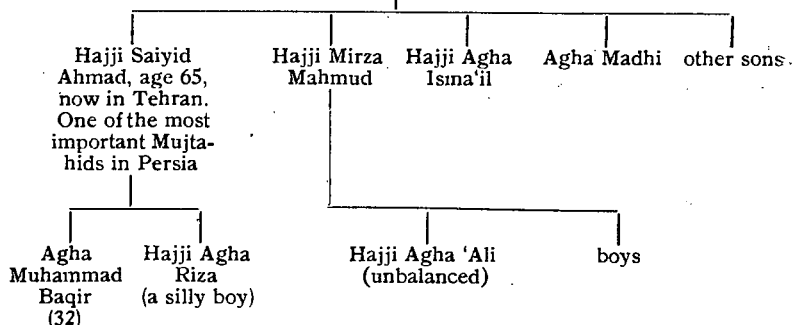 Hajji Saiyid
Ahmad, age 65,
now in Tehran.
One of the most
important Mujta-
hids in Persia
Hajji Mirza
Mahmud
Hajji Agha
Isma‘il
Agha Madhi
other sons.
Agha
Muhammad
Baqir
(32)
Hajji Agha
Riza
(a silly boy)
Hajji Agha ‘Ali
(unbalanced)
boys